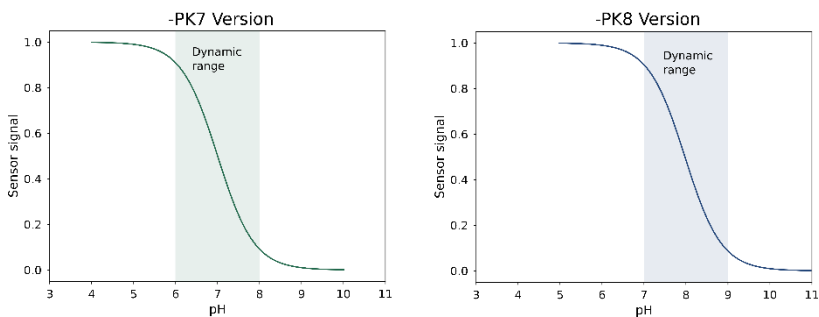 -PK7 Version
Sensor signal
1.0
0.8
0.6
0.4
0.2
0.0
Dynamic
range
3 4 5 6 7 8 9 10 11
pH
-PK8 Version
Sensor signal
1.0
0.8
0.6
0.4
0.2
0.0
Dynamic
range
3 4 5 6 7 8 9 10 11
pH